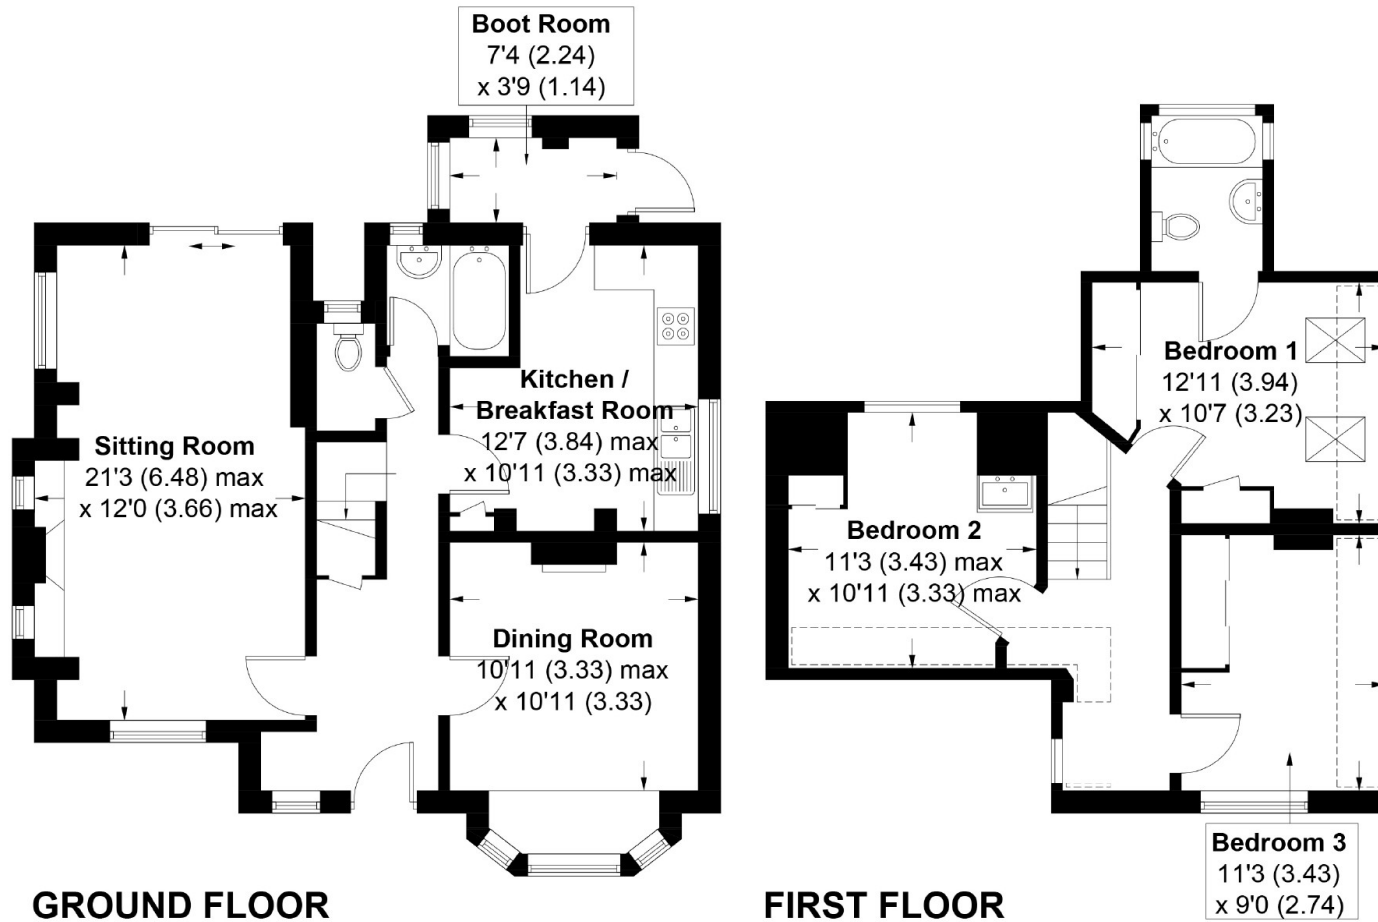 Boot Room
7'4 (2.24)
x 3'9 (1.14)
Sitting Room
21'3 (6.48) max
x 12'0 (3.66) max
Kitchen /
Breakfast Room
12'7 (3.84) max
x 10'11 (3.33) max
Dining Room
10'11 (3.33) max
x 10'11 (3.33)
GROUND FLOOR
Bedroom 1
12'11 (3.94)
x 10'7 (3.23)
Bedroom 2
11'3 (3.43) max
x 10'11 (3.33) max
Bedroom 3
11'3 (3.43)
x 9'0 (2.74)
FIRST FLOOR